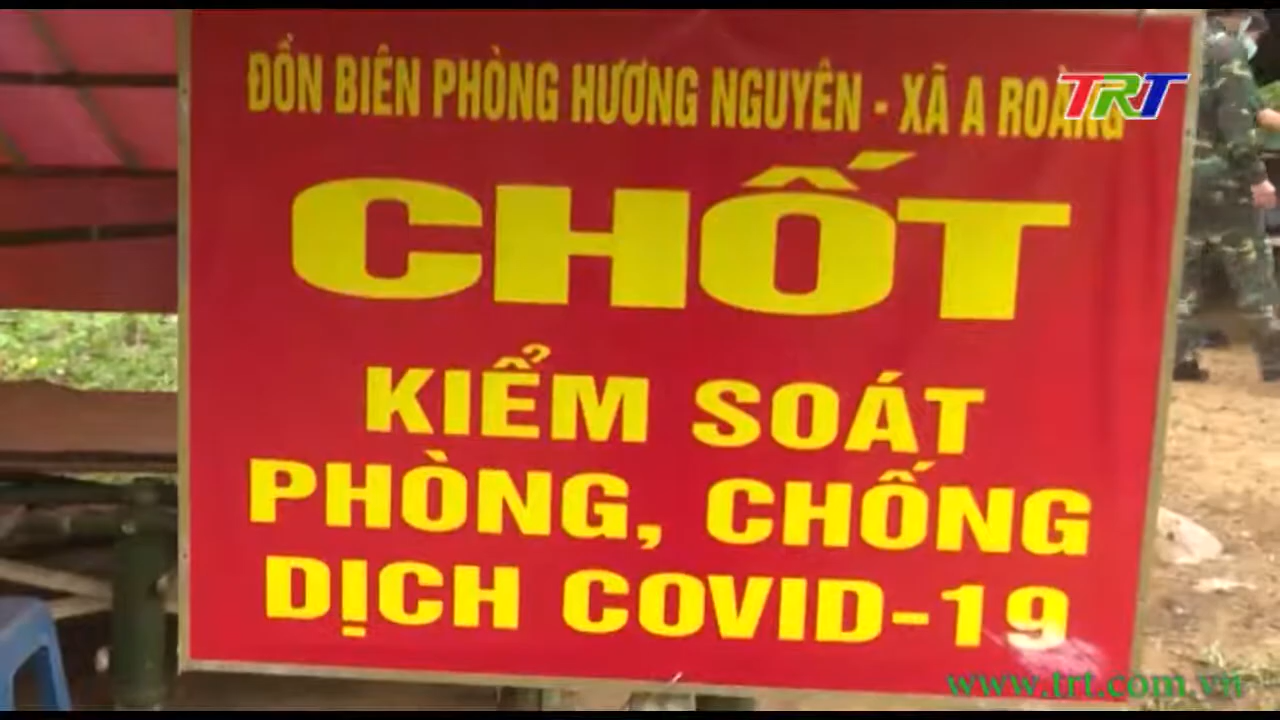 ĐỒN BIÊN PHÒNG HƯƠNG NGUYÊN - XÃ A ROÀNG
TRT
CHỐT
KIỂM SOÁT
PHÒNG, CHỐNG
DỊCH COVID-19
www.trt.com.vn